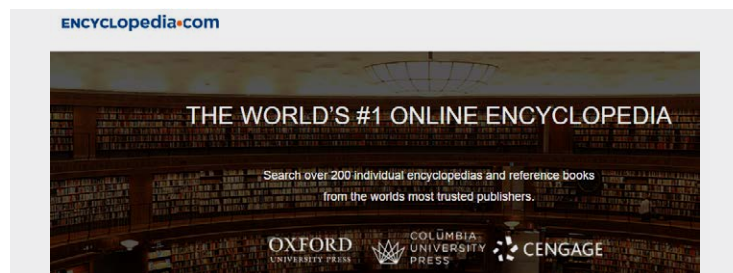 ENCYCLopedia.com
THE WORLD'S #1 ONLINE ENCYCLOPEDIA
Search over 200 individual encyclopedias and reference books
from the worlds most trusted publishers.
OXFORD
UNIVERSITY PRESS
COLUMBIA
UNIVERSITY
PRESS
CENGAGE